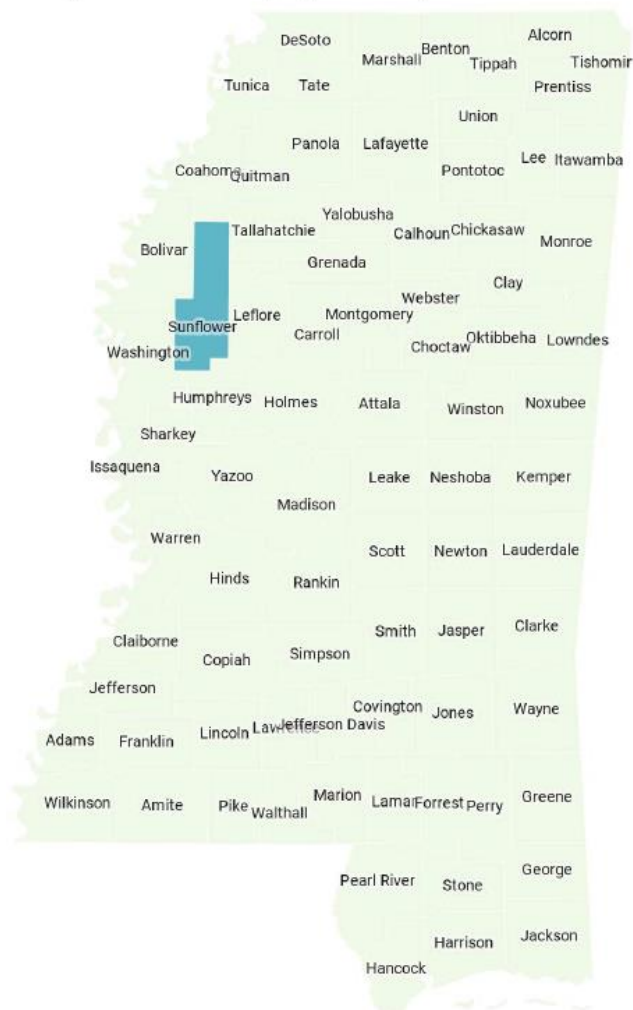 DeSoto
Alcorn
Marshall
Benton
Tippah
Tishomir
Tunica
Tate
Prentiss
Union
Panola
Lafayette
Lee
Itawamba
Coahoma
Quitman
Pontotoc
Yalobusha
Bolivar
Tallahatchie
Calhoun
Chickasaw
Monroe
Grenada
Clay
Webster
Sunflower
Leflore
Montgomery
Carroll
Choctaw
Oktibbeha
Lowndes
Washington
Humphreys
Holmes
Attala
Winston
Noxubee
Sharkey
Issaquena
Yazoo
Leake
Neshoba
Kemper
Madison
Warren
Scott
Newton
Lauderdale
Hinds
Rankin
Smith
Jasper
Clarke
Claiborne
Copiah
Simpson
Jefferson
Covington
Jones
Wayne
Adams
Franklin
Lincoln
Lawrence
Jefferson Davis
Wilkinson
Amite
Pike
Walthall
Marion
Lamar
Forrest
Perry
Greene
Pearl River
Stone
George
Harrison
Jackson
Hancock